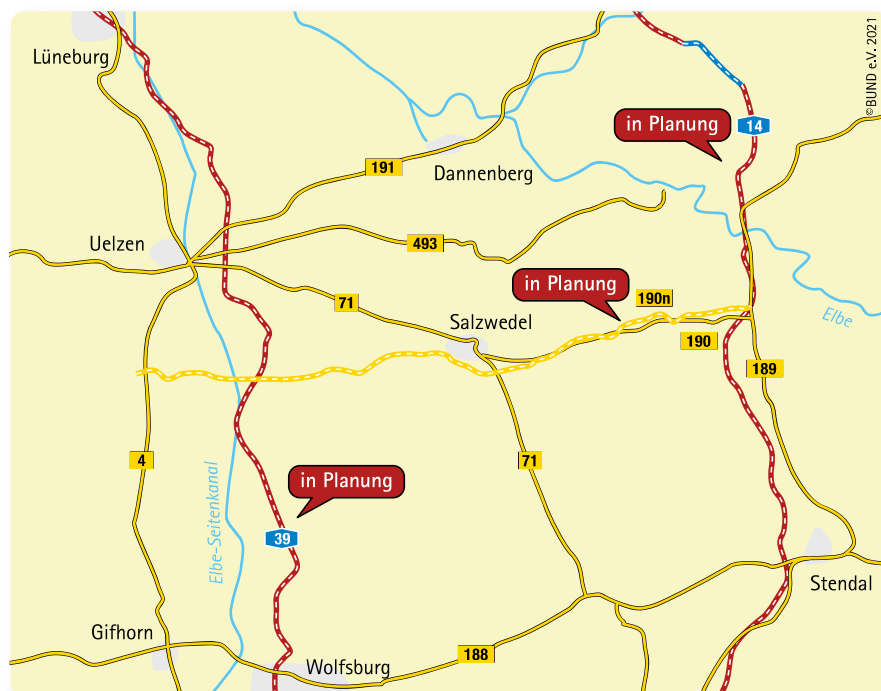 ©BUND e.V. 2021
Lüneburg
in Planung
14
191
Dannenberg
Uelzen
493
in Planung
190n
71
Salzwedel
Elbe
190
189
4
71
in Planung
Elbe-Seitenkanal
39
Stendal
Gifhorn
188
Wolfsburg